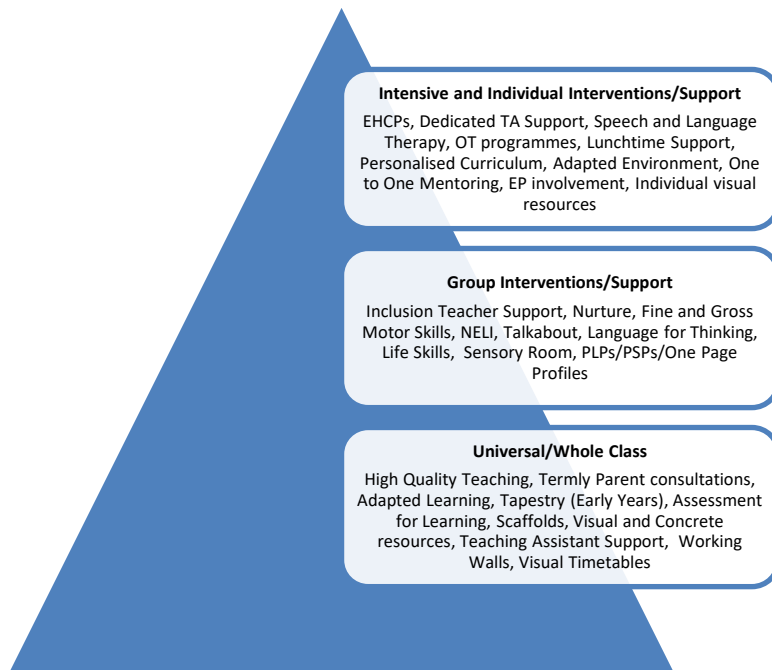 Intensive and Individual Interventions/Support
EHCPs, Dedicated TA Support, Speech and Language
Therapy, OT programmes, Lunchtime Support,
Personalised Curriculum, Adapted Environment, One
to One Mentoring, EP involvement, Individual visual
resources
Group Interventions/Support
Inclusion Teacher Support, Nurture, Fine and Gross
Motor Skills, NELI, Talkabout, Language for Thinking,
Life Skills, Sensory Room, PLPs/PSPs/One Page
Profiles
Universal/Whole Class
High Quality Teaching, Termly Parent consultations,
Adapted Learning, Tapestry (Early Years), Assessment
for Learning, Scaffolds, Visual and Concrete
resources, Teaching Assistant Support, Working
Walls, Visual Timetables